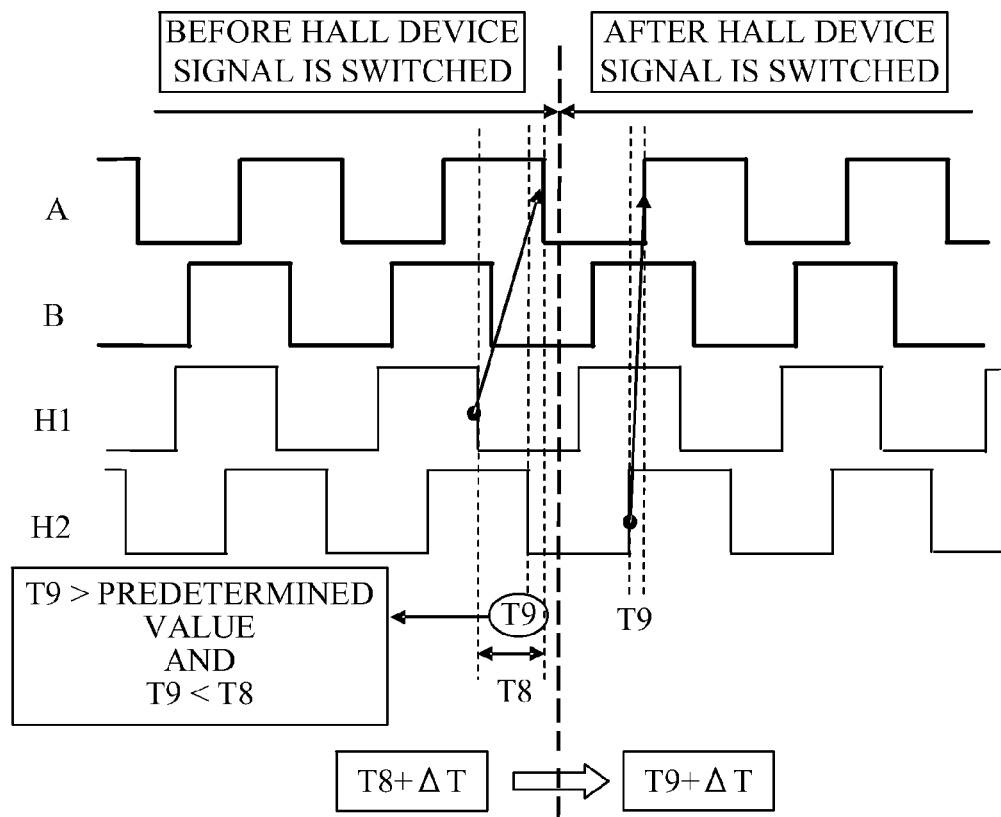 BEFORE HALL DEVICE
SIGNAL IS SWITCHED
AFTER HALL DEVICE
SIGNAL IS SWITCHED
A
B
H1
H2
T9 > PREDETERMINED
VALUE
AND
T9 < T8
T9
T9
T8
T8+ΔT
T9+ΔT